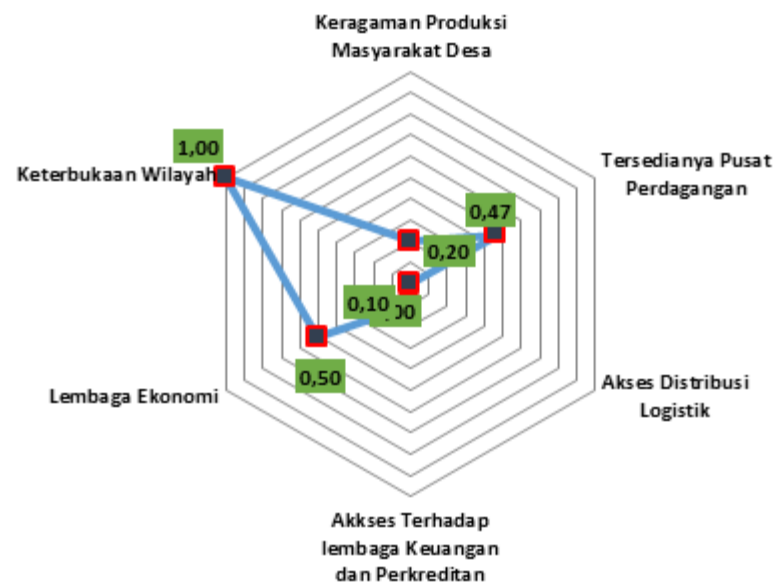 Keragaman Produksi
Masyarakat Desa
1,00
Keterbukaan Wilayah
Tersedianya Pusat
Perdagangan
0,47
0,20
0,10
,00
0,50
Lembaga Ekonomi
Akses Distribusi
Logistik
Akkses Terhadap
lembaga Keuangan
dan Perkreditan